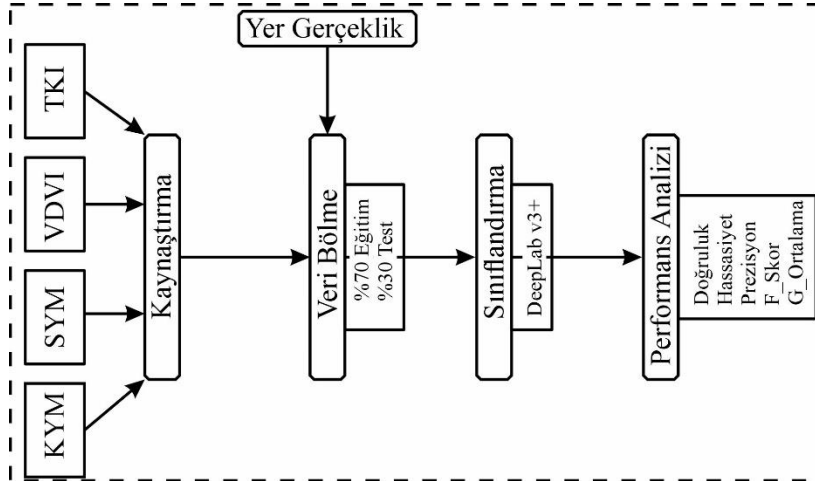 Yer Gerçeklik
TKI
VDVI
SYM
KYM
Kaynaştırma
Veri Bölme
%70 Eğitim
%30 Test
Sınıflandırma
DeepLab v3+
Performans Analizi
Doğruluk
Hassasiyet
Prezisyon
F_Skor
G_Ortalama